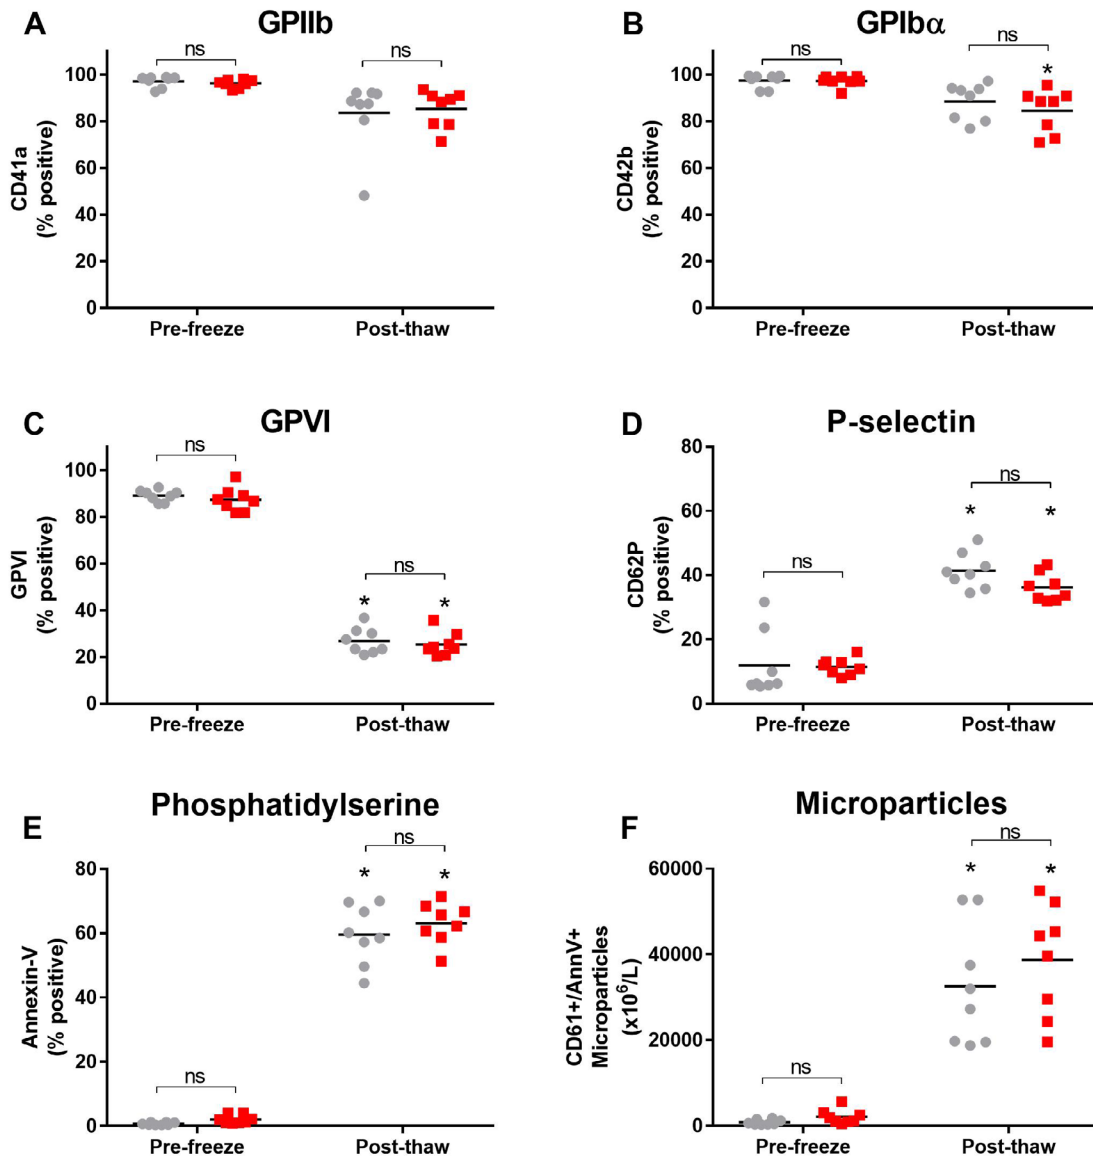 A
GPIIb
CD41a
(% positive)
100
80
60
40
20
0
ns
ns
Pre-freeze
Post-thaw
B
GPIbα
CD42b
(% positive)
100
80
60
40
20
0
ns
ns
*
Pre-freeze
Post-thaw
C
GPVI
GPVI
(% positive)
100
80
60
40
20
0
ns
ns
*
*
Pre-freeze
Post-thaw
D
P-selectin
CD62P
(% positive)
80
60
40
20
0
ns
ns
*
*
Pre-freeze
Post-thaw
E
Phosphatidylserine
Annexin-V
(% positive)
80
60
40
20
0
ns
ns
*
*
Pre-freeze
Post-thaw
F
Microparticles
CD61+/AnnV+
Microparticles
(x10⁶/L)
60000
40000
20000
0
ns
ns
*
*
Pre-freeze
Post-thaw